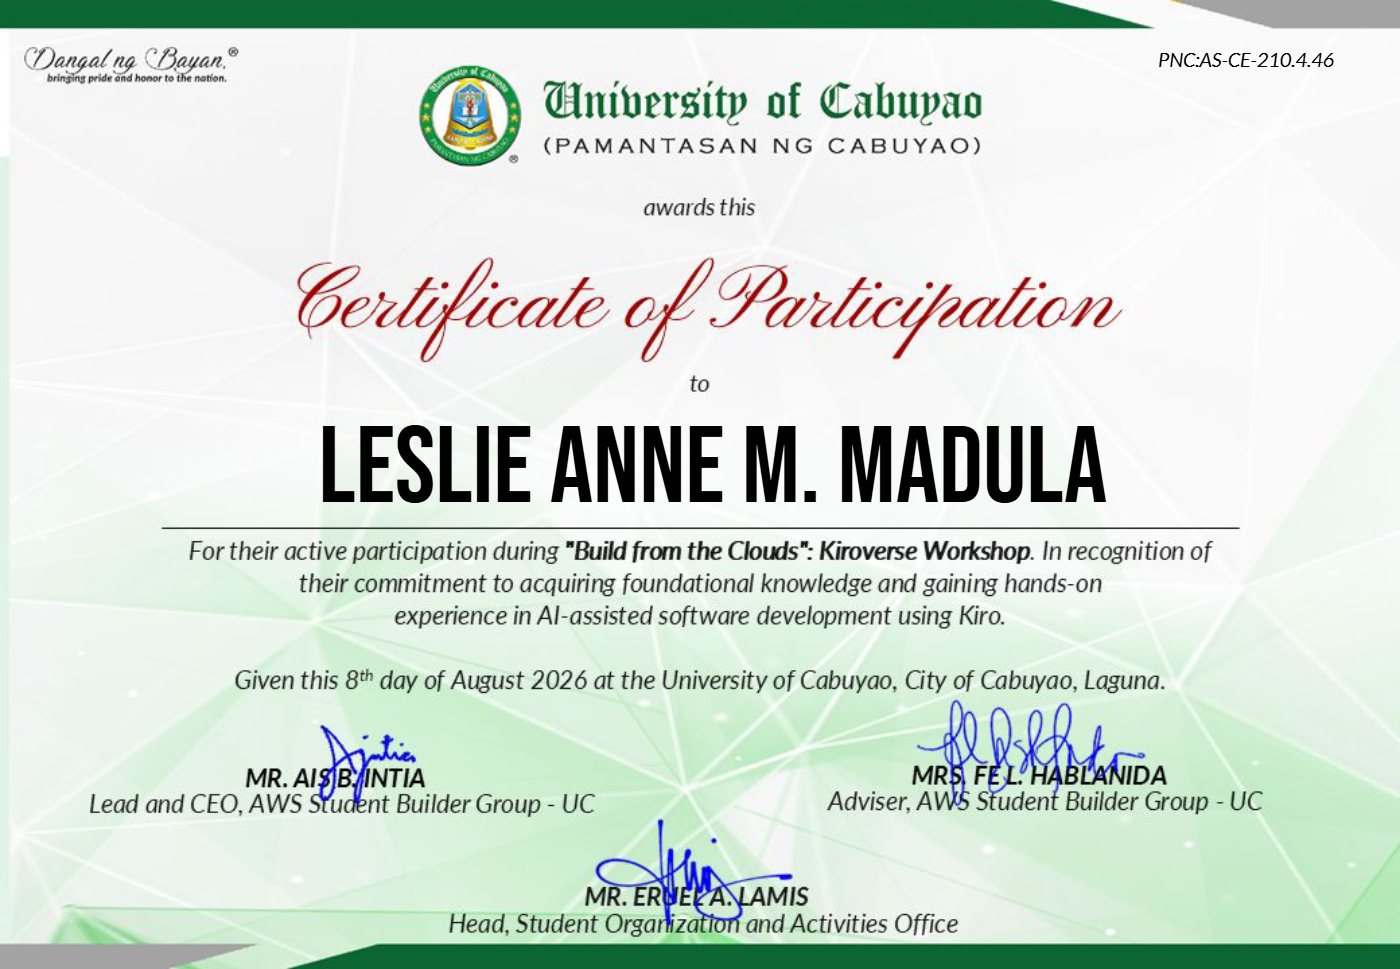 Dangal ng Bayan.®
bringing pride and honor to the nation.
PNC:AS-CE-210.4.46
University of Cabuyao
(PAMANTASAN NG CABUYAO)
awards this
Certificate of Participation
to
LESLIE ANNE M. MADULA
For their active participation during "Build from the Clouds": Kiroverse Workshop. In recognition of
their commitment to acquiring foundational knowledge and gaining hands-on
experience in AI-assisted software development using Kiro.
Given this 8th day of August 2026 at the University of Cabuyao, City of Cabuyao, Laguna.
MR. AIS B. INTIA
Lead and CEO, AWS Student Builder Group - UC
MRS. FE L. HABLANIDA
Adviser, AWS Student Builder Group - UC
MR. ERUEL A. LAMIS
Head, Student Organization and Activities Office